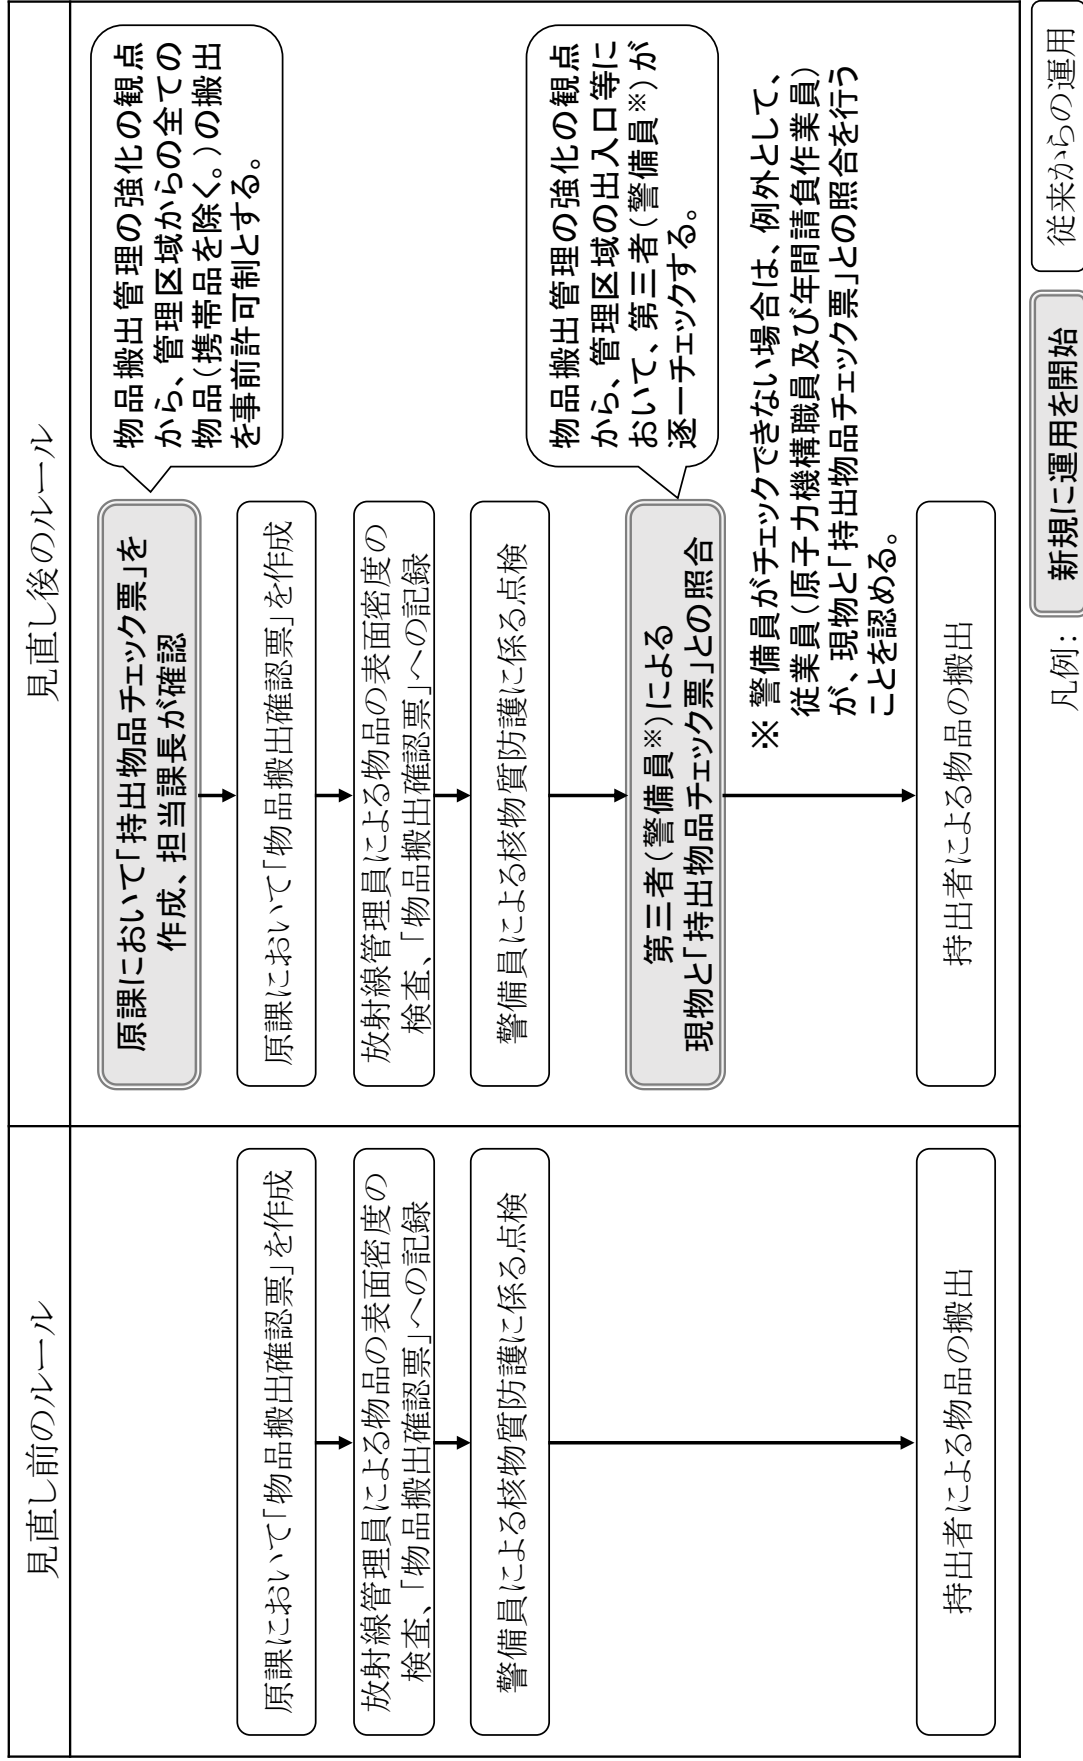 見直し前のルール
原課において「物品搬出確認票」を作成
放射線管理員による物品の表面密度の
検査、「物品搬出確認票」への記録
警備員による核物質防護に係る点検
持出者による物品の搬出
見直し後のルール
原課において「持出物品チェック票」を
作成、担当課長が確認
物品搬出管理の強化の観点
から、管理区域からの全ての
物品（携帯品を除く。）の搬出
を事前許可制とする。
原課において「物品搬出確認票」を作成
放射線管理員による物品の表面密度の
検査、「物品搬出確認票」への記録
警備員による核物質防護に係る点検
第三者（警備員※）による
現物と「持出物品チェック票」との照合
物品搬出管理の強化の観点
から、管理区域の出入口等に
おいて、第三者（警備員※）が
逐一チェックする。
※ 警備員がチェックできない場合は、例外として、
従業員（原子力機構職員及び年間請負作業員）
が、現物と「持出物品チェック票」との照合を行う
ことを認める。
持出者による物品の搬出
凡例：
新規に運用を開始
従来からの運用